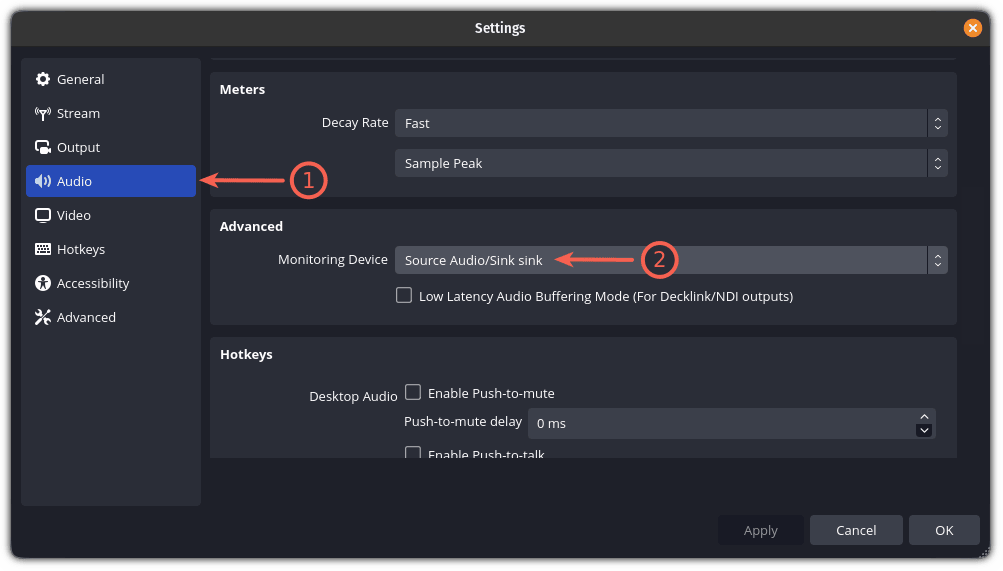 Settings
General
Stream
Output
Audio
Video
Hotkeys
Accessibility
Advanced
1
Meters
Decay Rate Fast
Sample Peak
Advanced
Monitoring Device Source Audio/Sink sink
2
Low Latency Audio Buffering Mode (For Decklink/NDI outputs)
Hotkeys
Desktop Audio Enable Push-to-mute
Push-to-mute delay 0 ms
Enable Push-to-talk
Apply Cancel OK